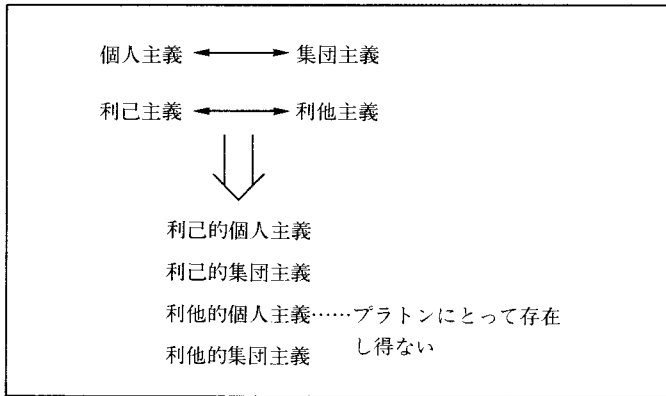 個人主義 ←→ 集団主義
利己主義 ←→ 利他主義
利己的個人主義
利己的集団主義
利他的個人主義……プラトンにとって存在
し得ない
利他的集団主義